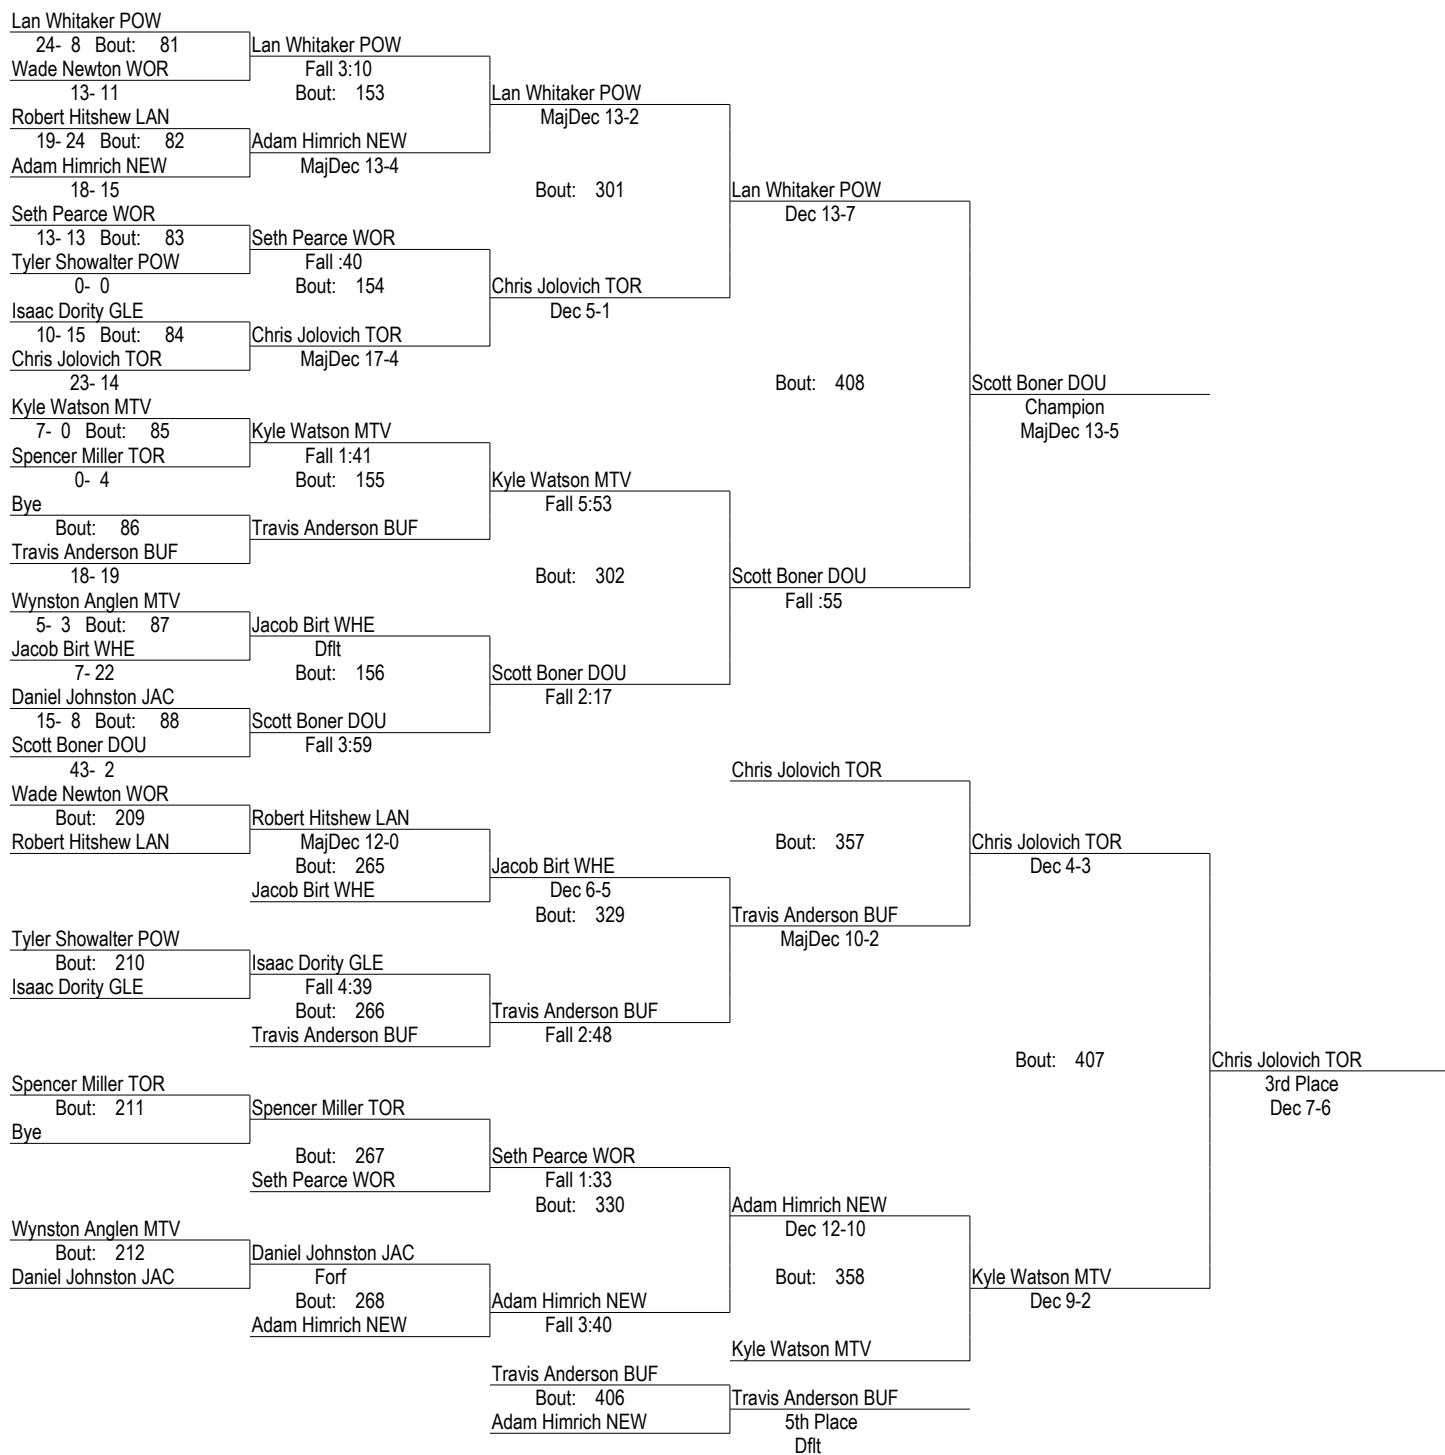 Lan Whitaker POW
24- 8 Bout: 81
Lan Whitaker POW
Wade Newton WOR
Fall 3:10
13- 11
Bout: 153
Lan Whitaker POW
Robert Hitshew LAN
MajDec 13-2
19- 24 Bout: 82
Adam Himrich NEW
Adam Himrich NEW
MajDec 13-4
18- 15
Bout: 301
Lan Whitaker POW
Seth Pearce WOR
Dec 13-7
13- 13 Bout: 83
Seth Pearce WOR
Tyler Showalter POW
Fall :40
0- 0
Bout: 154
Chris Jolovich TOR
Isaac Dority GLE
Dec 5-1
10- 15 Bout: 84
Chris Jolovich TOR
Chris Jolovich TOR
MajDec 17-4
23- 14
Bout: 408
Scott Boner DOU
Kyle Watson MTV
Champion
7- 0 Bout: 85
Kyle Watson MTV
MajDec 13-5
Spencer Miller TOR
Fall 1:41
0- 4
Bout: 155
Kyle Watson MTV
Bye
Fall 5:53
Bout: 86
Travis Anderson BUF
Travis Anderson BUF
18- 19
Bout: 302
Scott Boner DOU
Wynston Anglen MTV
Fall :55
5- 3 Bout: 87
Jacob Birt WHE
Jacob Birt WHE
Dflt
7- 22
Bout: 156
Scott Boner DOU
Daniel Johnston JAC
Fall 2:17
15- 8 Bout: 88
Scott Boner DOU
Scott Boner DOU
Fall 3:59
43- 2
Chris Jolovich TOR
Wade Newton WOR
Bout: 209
Robert Hitshew LAN
Robert Hitshew LAN
MajDec 12-0
Bout: 357
Chris Jolovich TOR
Bout: 265
Jacob Birt WHE
Dec 4-3
Jacob Birt WHE
Dec 6-5
Bout: 329
Travis Anderson BUF
Tyler Showalter POW
MajDec 10-2
Bout: 210
Isaac Dority GLE
Isaac Dority GLE
Fall 4:39
Bout: 266
Travis Anderson BUF
Travis Anderson BUF
Fall 2:48
Bout: 407
Chris Jolovich TOR
Spencer Miller TOR
3rd Place
Bout: 211
Spencer Miller TOR
Dec 7-6
Bye
Bout: 267
Seth Pearce WOR
Seth Pearce WOR
Fall 1:33
Bout: 330
Adam Himrich NEW
Wynston Anglen MTV
Dec 12-10
Bout: 212
Daniel Johnston JAC
Daniel Johnston JAC
Forf
Bout: 358
Kyle Watson MTV
Bout: 268
Adam Himrich NEW
Dec 9-2
Adam Himrich NEW
Fall 3:40
Kyle Watson MTV
Travis Anderson BUF
Bout: 406
Travis Anderson BUF
Adam Himrich NEW
5th Place
Dflt